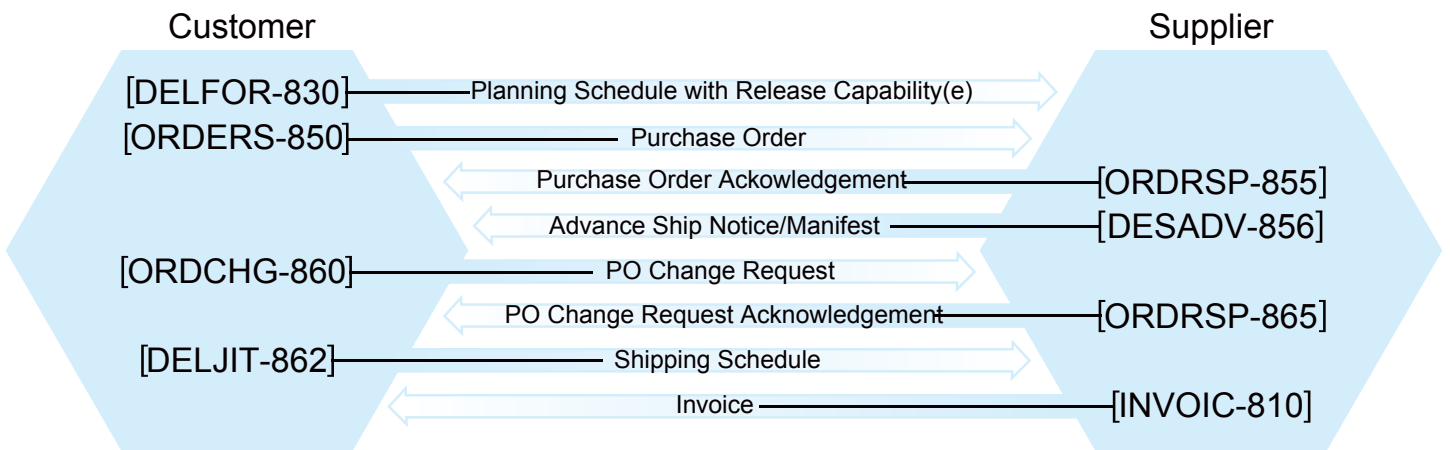 Customer
Supplier
[DELFOR-830] Planning Schedule with Release Capability(e)
[ORDERS-850] Purchase Order
Purchase Order Ackowledgement [ORDRSP-855]
Advance Ship Notice/Manifest [DESADV-856]
[ORDCHG-860] PO Change Request
PO Change Request Acknowledgement [ORDRSP-865]
[DELJIT-862] Shipping Schedule
Invoice [INVOIC-810]